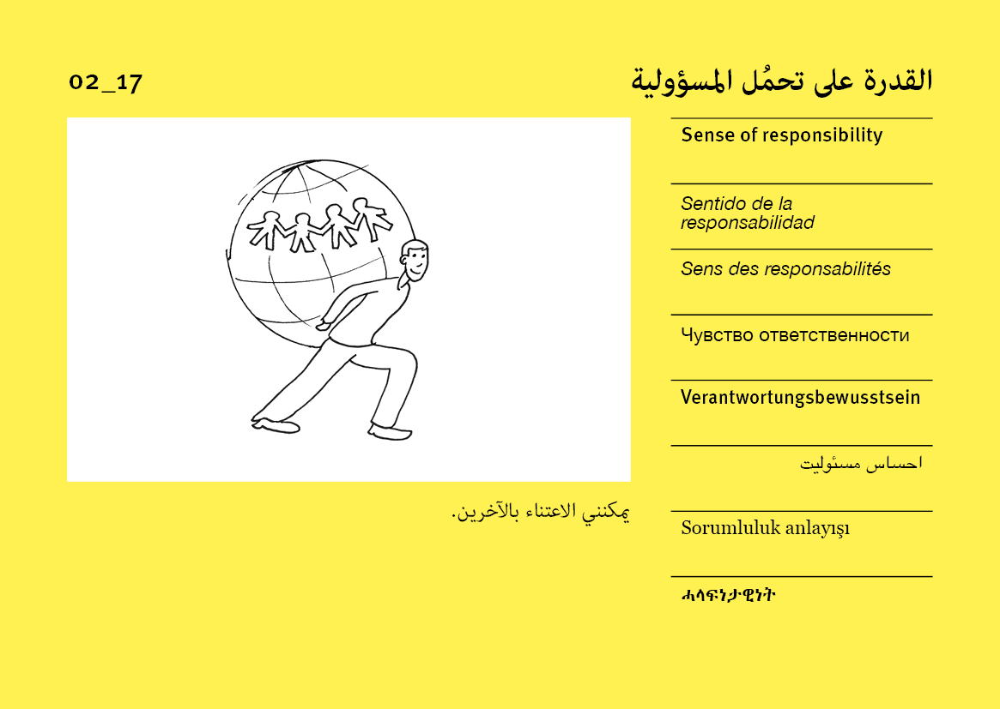 02_17
القدرة على تحمُل المسؤولية
Sense of responsibility
Sentido de la
responsabilidad
Sens des responsabilités
Чувство ответственности
Verantwortungsbewusstsein
احساس مسئولیت
Sorumluluk anlayışı
ሓላፍነታዊነት
يمكنني الاعتناء بالآخرين.